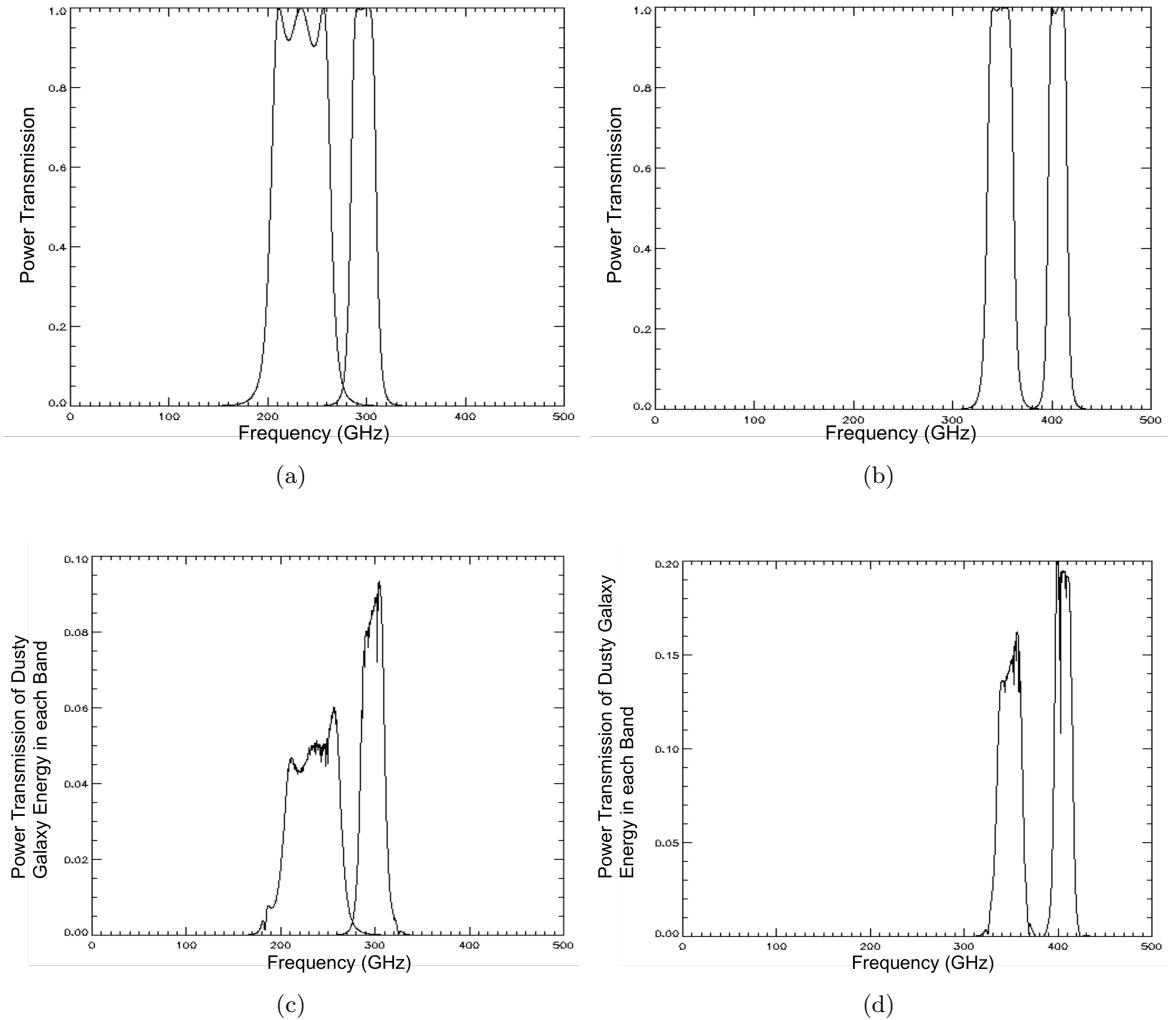 1.0
0.8
0.6
0.4
0.2
0.0
0 100 200 300 400 500
Power Transmission
Frequency (GHz)
(a)
1.0
0.8
0.6
0.4
0.2
0.0
0 100 200 300 400 500
Power Transmission
Frequency (GHz)
(b)
0.10
0.08
0.06
0.04
0.02
0.00
0 100 200 300 400 500
Power Transmission of Dusty
Galaxy Energy in each Band
Frequency (GHz)
(c)
0.20
0.15
0.10
0.05
0.00
0 100 200 300 400 500
Power Transmission of Dusty Galaxy
Energy in each Band
Frequency (GHz)
(d)